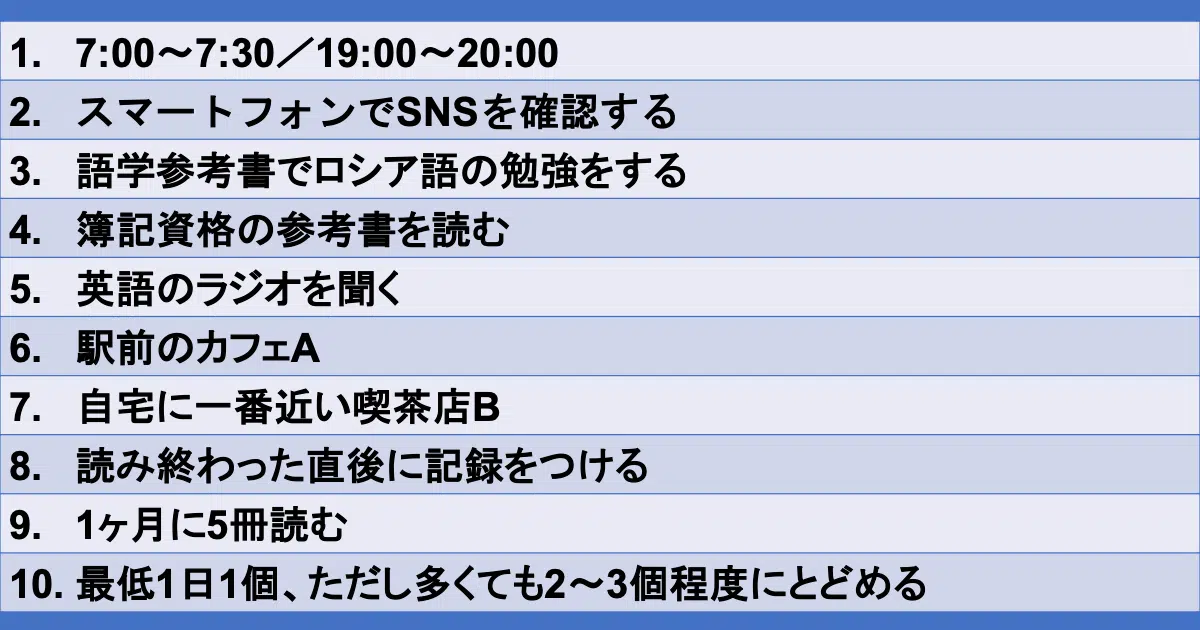 1. 7:00～7:30／19:00～20:00
2. スマートフォンでSNSを確認する
3. 語学参考書でロシア語の勉強をする
4. 簿記資格の参考書を読む
5. 英語のラジオを聞く
6. 駅前のカフェA
7. 自宅に一番近い喫茶店B
8. 読み終わった直後に記録をつける
9. 1ヶ月に5冊読む
10. 最低1日1個、ただし多くても2～3個程度にとどめる